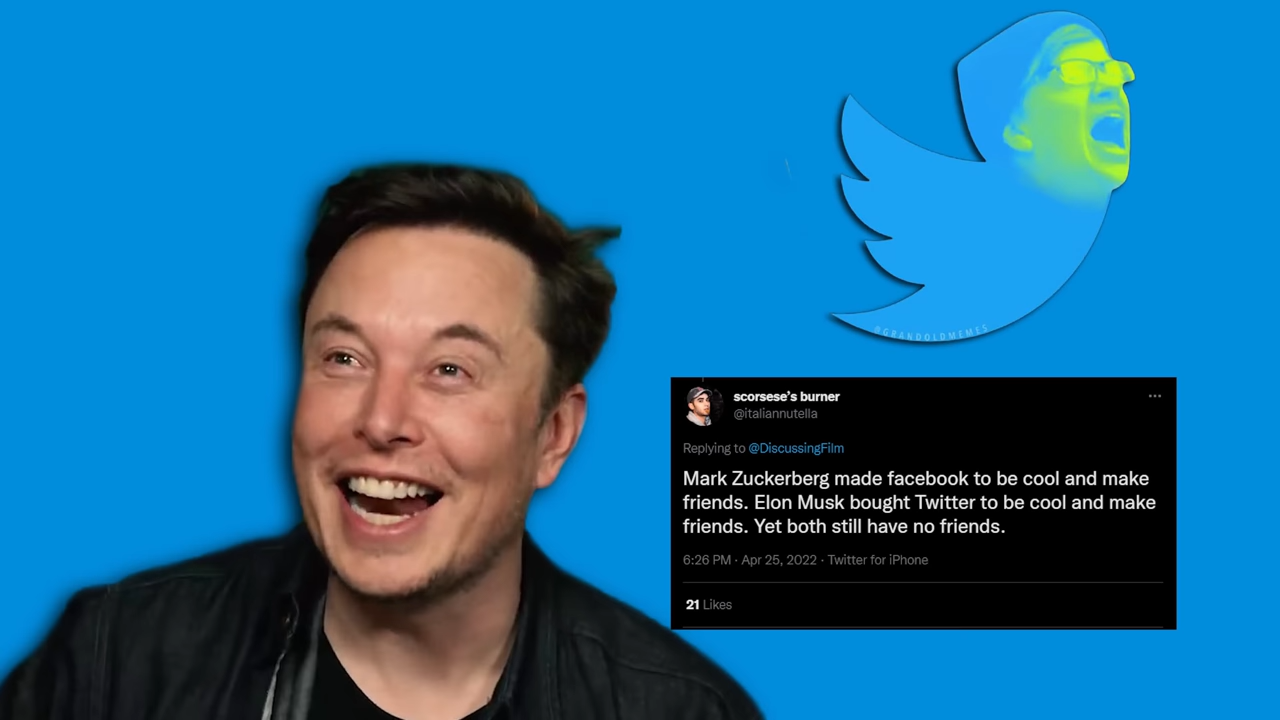 @GRANDOLDMEMES
scorsese's burner
@italiannutella
Replying to @DiscussingFilm
Mark Zuckerberg made facebook to be cool and make
friends. Elon Musk bought Twitter to be cool and make
friends. Yet both still have no friends.
6:26 PM · Apr 25, 2022 · Twitter for iPhone
21 Likes